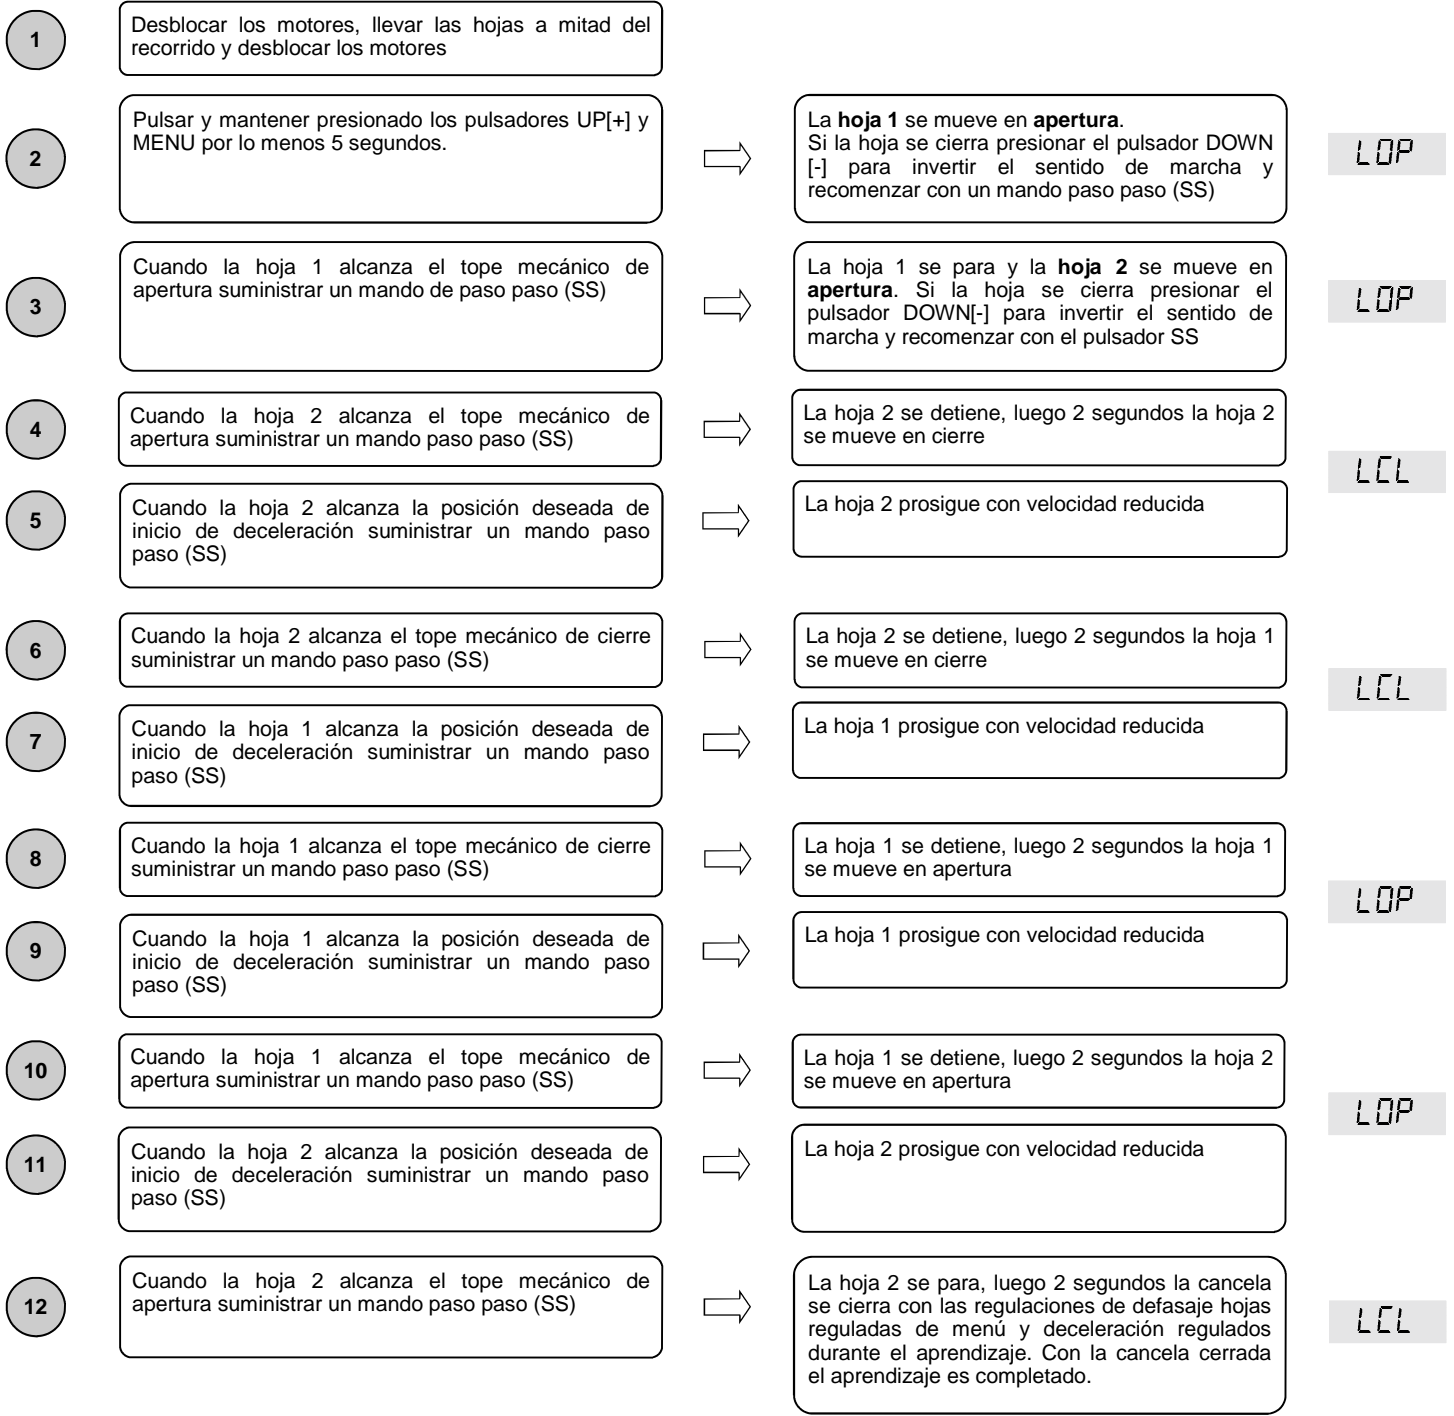 1
Desblocar los motores, llevar las hojas a mitad del
recorrido y desblocar los motores
2
Pulsar y mantener presionado los pulsadores UP[+] y
MENU por lo menos 5 segundos.
La hoja 1 se mueve en apertura.
Si la hoja se cierra presionar el pulsador DOWN
[-] para invertir el sentido de marcha y
recomenzar con un mando paso paso (SS)
LOP
3
Cuando la hoja 1 alcanza el tope mecánico de
apertura suministrar un mando de paso paso (SS)
La hoja 1 se para y la hoja 2 se mueve en
apertura. Si la hoja se cierra presionar el
pulsador DOWN[-] para invertir el sentido de
marcha y recomenzar con el pulsador SS
LOP
4
Cuando la hoja 2 alcanza el tope mecánico de
apertura suministrar un mando paso paso (SS)
La hoja 2 se detiene, luego 2 segundos la hoja 2
se mueve en cierre
LCL
5
Cuando la hoja 2 alcanza la posición deseada de
inicio de deceleración suministrar un mando paso
paso (SS)
La hoja 2 prosigue con velocidad reducida
6
Cuando la hoja 2 alcanza el tope mecánico de cierre
suministrar un mando paso paso (SS)
La hoja 2 se detiene, luego 2 segundos la hoja 1
se mueve en cierre
LCL
7
Cuando la hoja 1 alcanza la posición deseada de
inicio de deceleración suministrar un mando paso
paso (SS)
La hoja 1 prosigue con velocidad reducida
8
Cuando la hoja 1 alcanza el tope mecánico de cierre
suministrar un mando paso paso (SS)
La hoja 1 se detiene, luego 2 segundos la hoja 1
se mueve en apertura
LOP
9
Cuando la hoja 1 alcanza la posición deseada de
inicio de deceleración suministrar un mando paso
paso (SS)
La hoja 1 prosigue con velocidad reducida
10
Cuando la hoja 1 alcanza el tope mecánico de
apertura suministrar un mando paso paso (SS)
La hoja 1 se detiene, luego 2 segundos la hoja 2
se mueve en apertura
LOP
11
Cuando la hoja 2 alcanza la posición deseada de
inicio de deceleración suministrar un mando paso
paso (SS)
La hoja 2 prosigue con velocidad reducida
12
Cuando la hoja 2 alcanza el tope mecánico de
apertura suministrar un mando paso paso (SS)
La hoja 2 se para, luego 2 segundos la cancela
se cierra con las regulaciones de defasaje hojas
reguladas de menú y deceleración regulados
durante el aprendizaje. Con la cancela cerrada
el aprendizaje es completado.
LCL